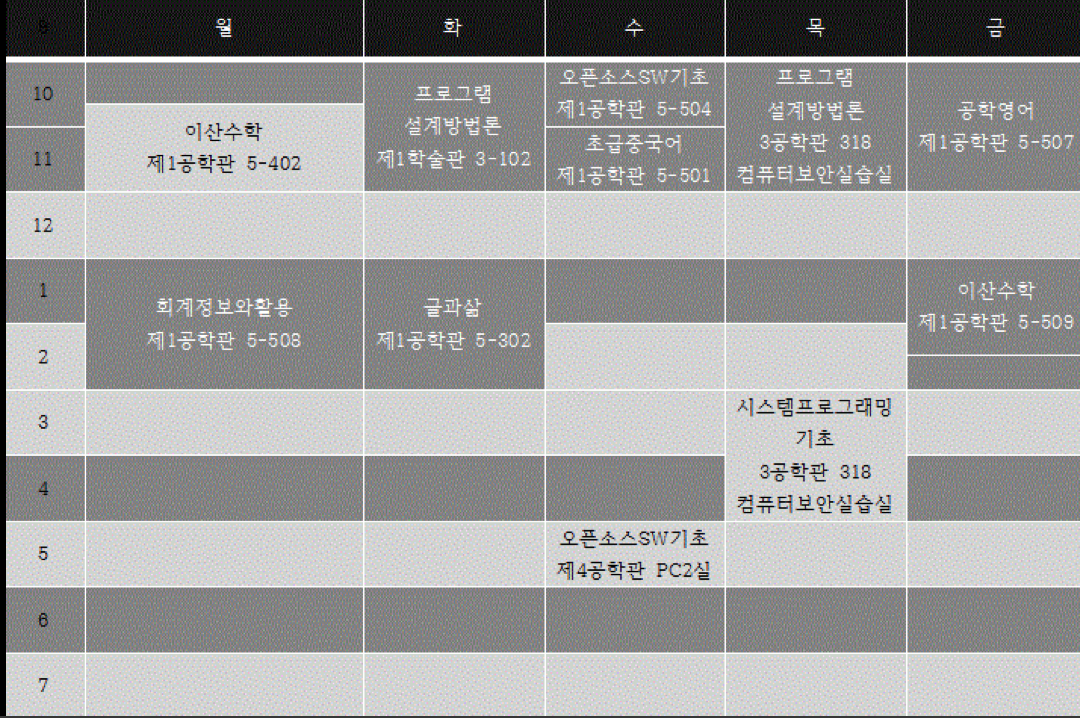 9 월 화 수 목 금
10
11
12
1
2
3
4
5
6
7
이산수학
제1공학관 5-402
회계정보와활용
제1공학관 5-508
프로그램
설계방법론
제1학술관 3-102
글과삶
제1공학관 5-302
오픈소스SW기초
제1공학관 5-504
초급중국어
제1공학관 5-501
오픈소스SW기초
제4공학관 PC2실
프로그램
설계방법론
3공학관 318
컴퓨터보안실습실
시스템프로그래밍
기초
3공학관 318
컴퓨터보안실습실
공학영어
제1공학관 5-507
이산수학
제1공학관 5-509